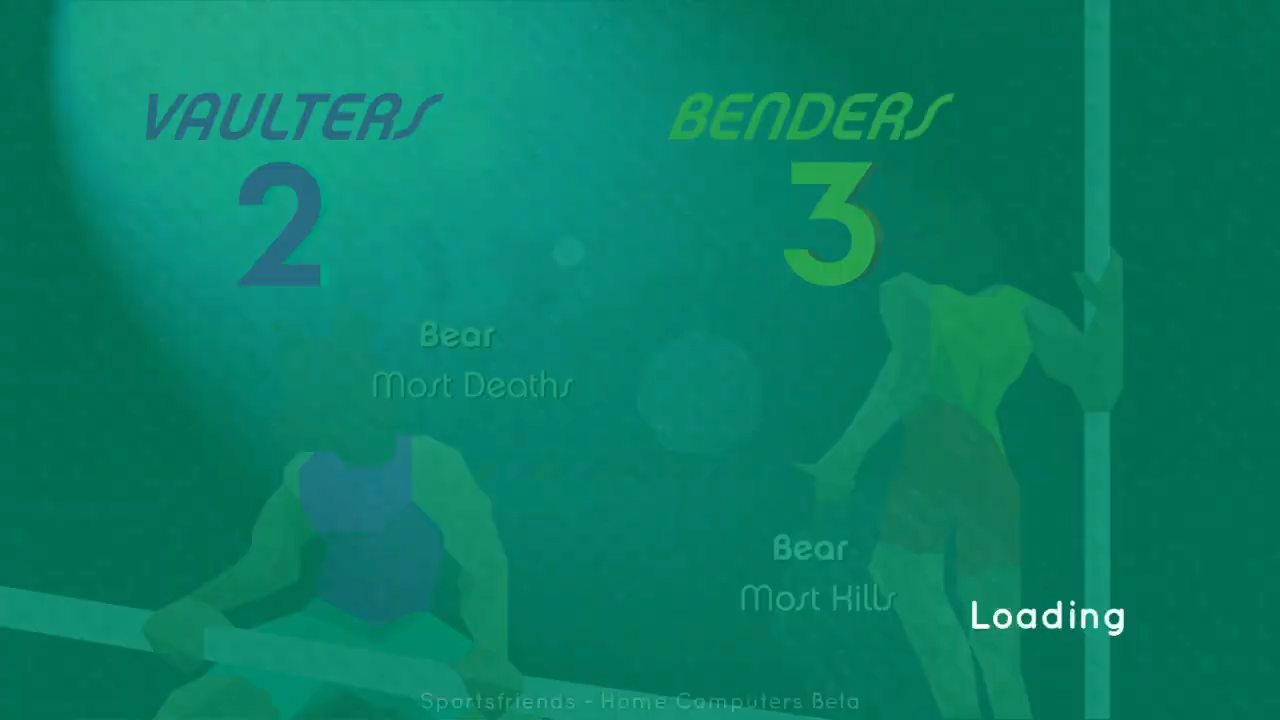 VAULTERS
2
BENDERS
3
Bear
Most Deaths
Bear
Most Kills
Loading
Sportsfriends - Home Computers Beta